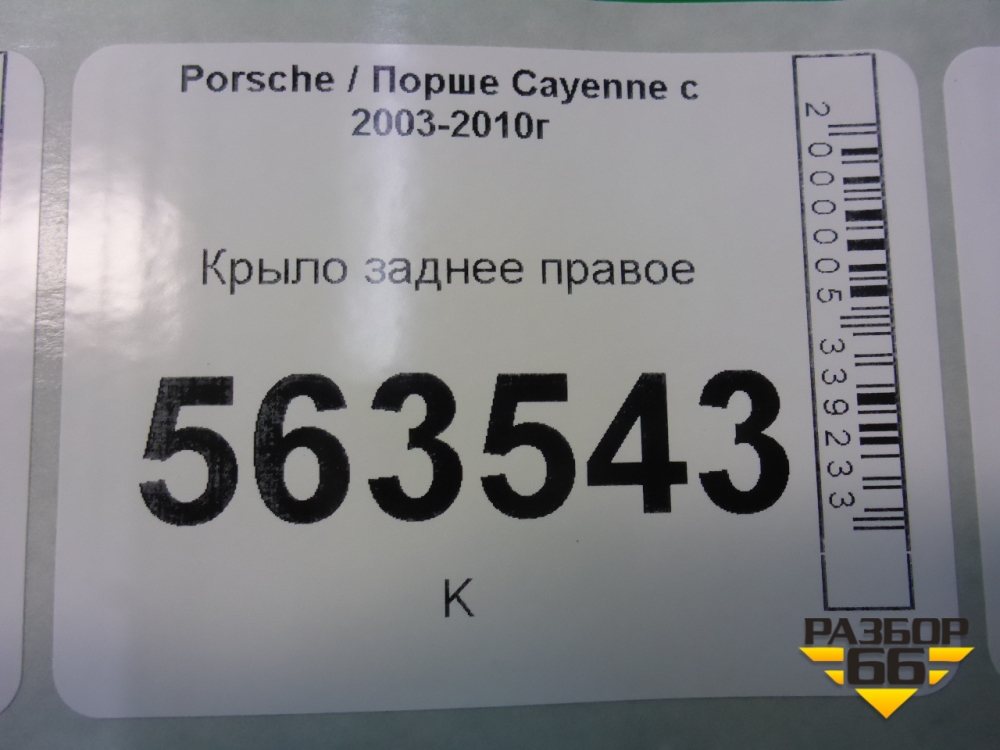 Porsche / Порше Cayenne с
2003-2010г
Крыло заднее правое
563543
К
2000005339233
РАЗБОР
66